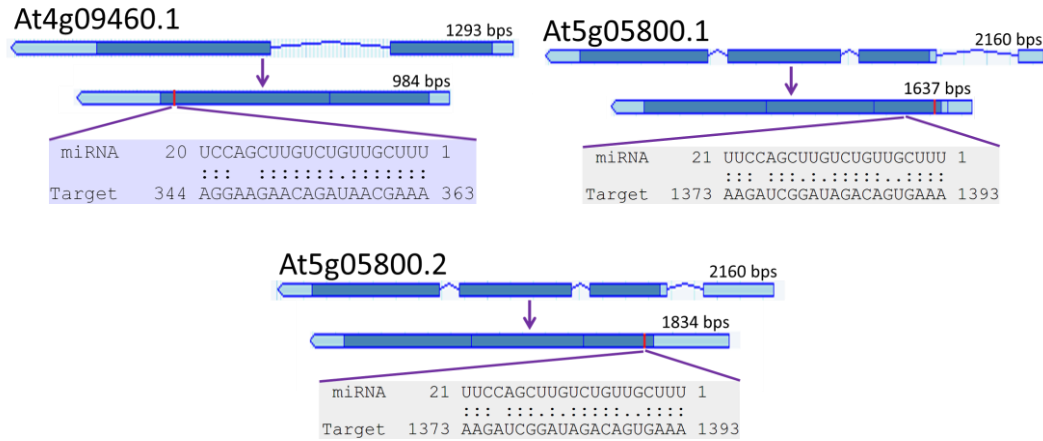 At4g09460.1
1293 bps
984 bps
miRNA 20 UCCAGCUUGUCUGUUGCUUU 1
::: :::::::.:::::::
Target 344 AGGAAGAACAGAUAACGAAA 363
At5g05800.1
2160 bps
1637 bps
miRNA 21 UUCCAGCUUGUCUGUUGCUUU 1
::: :::.:.:::::..::::
Target 1373 AAGAUCGGAUAGACAGUGAAA 1393
At5g05800.2
2160 bps
1834 bps
miRNA 21 UUCCAGCUUGUCUGUUGCUUU 1
::: :::.:.:::::..::::
Target 1373 AAGAUCGGAUAGACAGUGAAA 1393